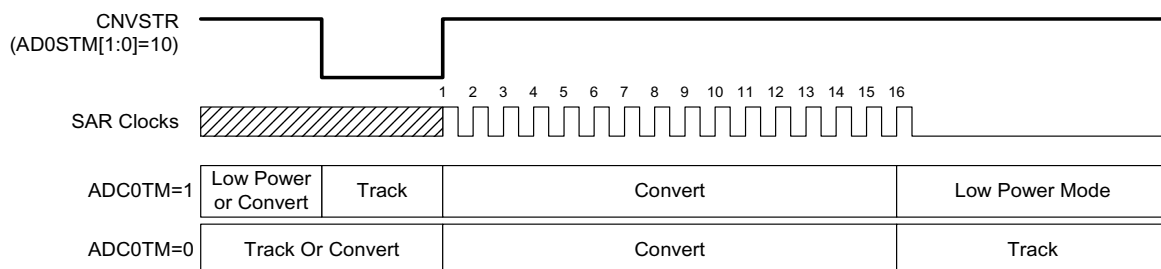 CNVSTR
(AD0STM[1:0]=10)
1 2 3 4 5 6 7 8 9 10 11 12 13 14 15 16
SAR Clocks
ADC0TM=1
Low Power
or Convert
Track
Convert
Low Power Mode
ADC0TM=0
Track Or Convert
Convert
Track